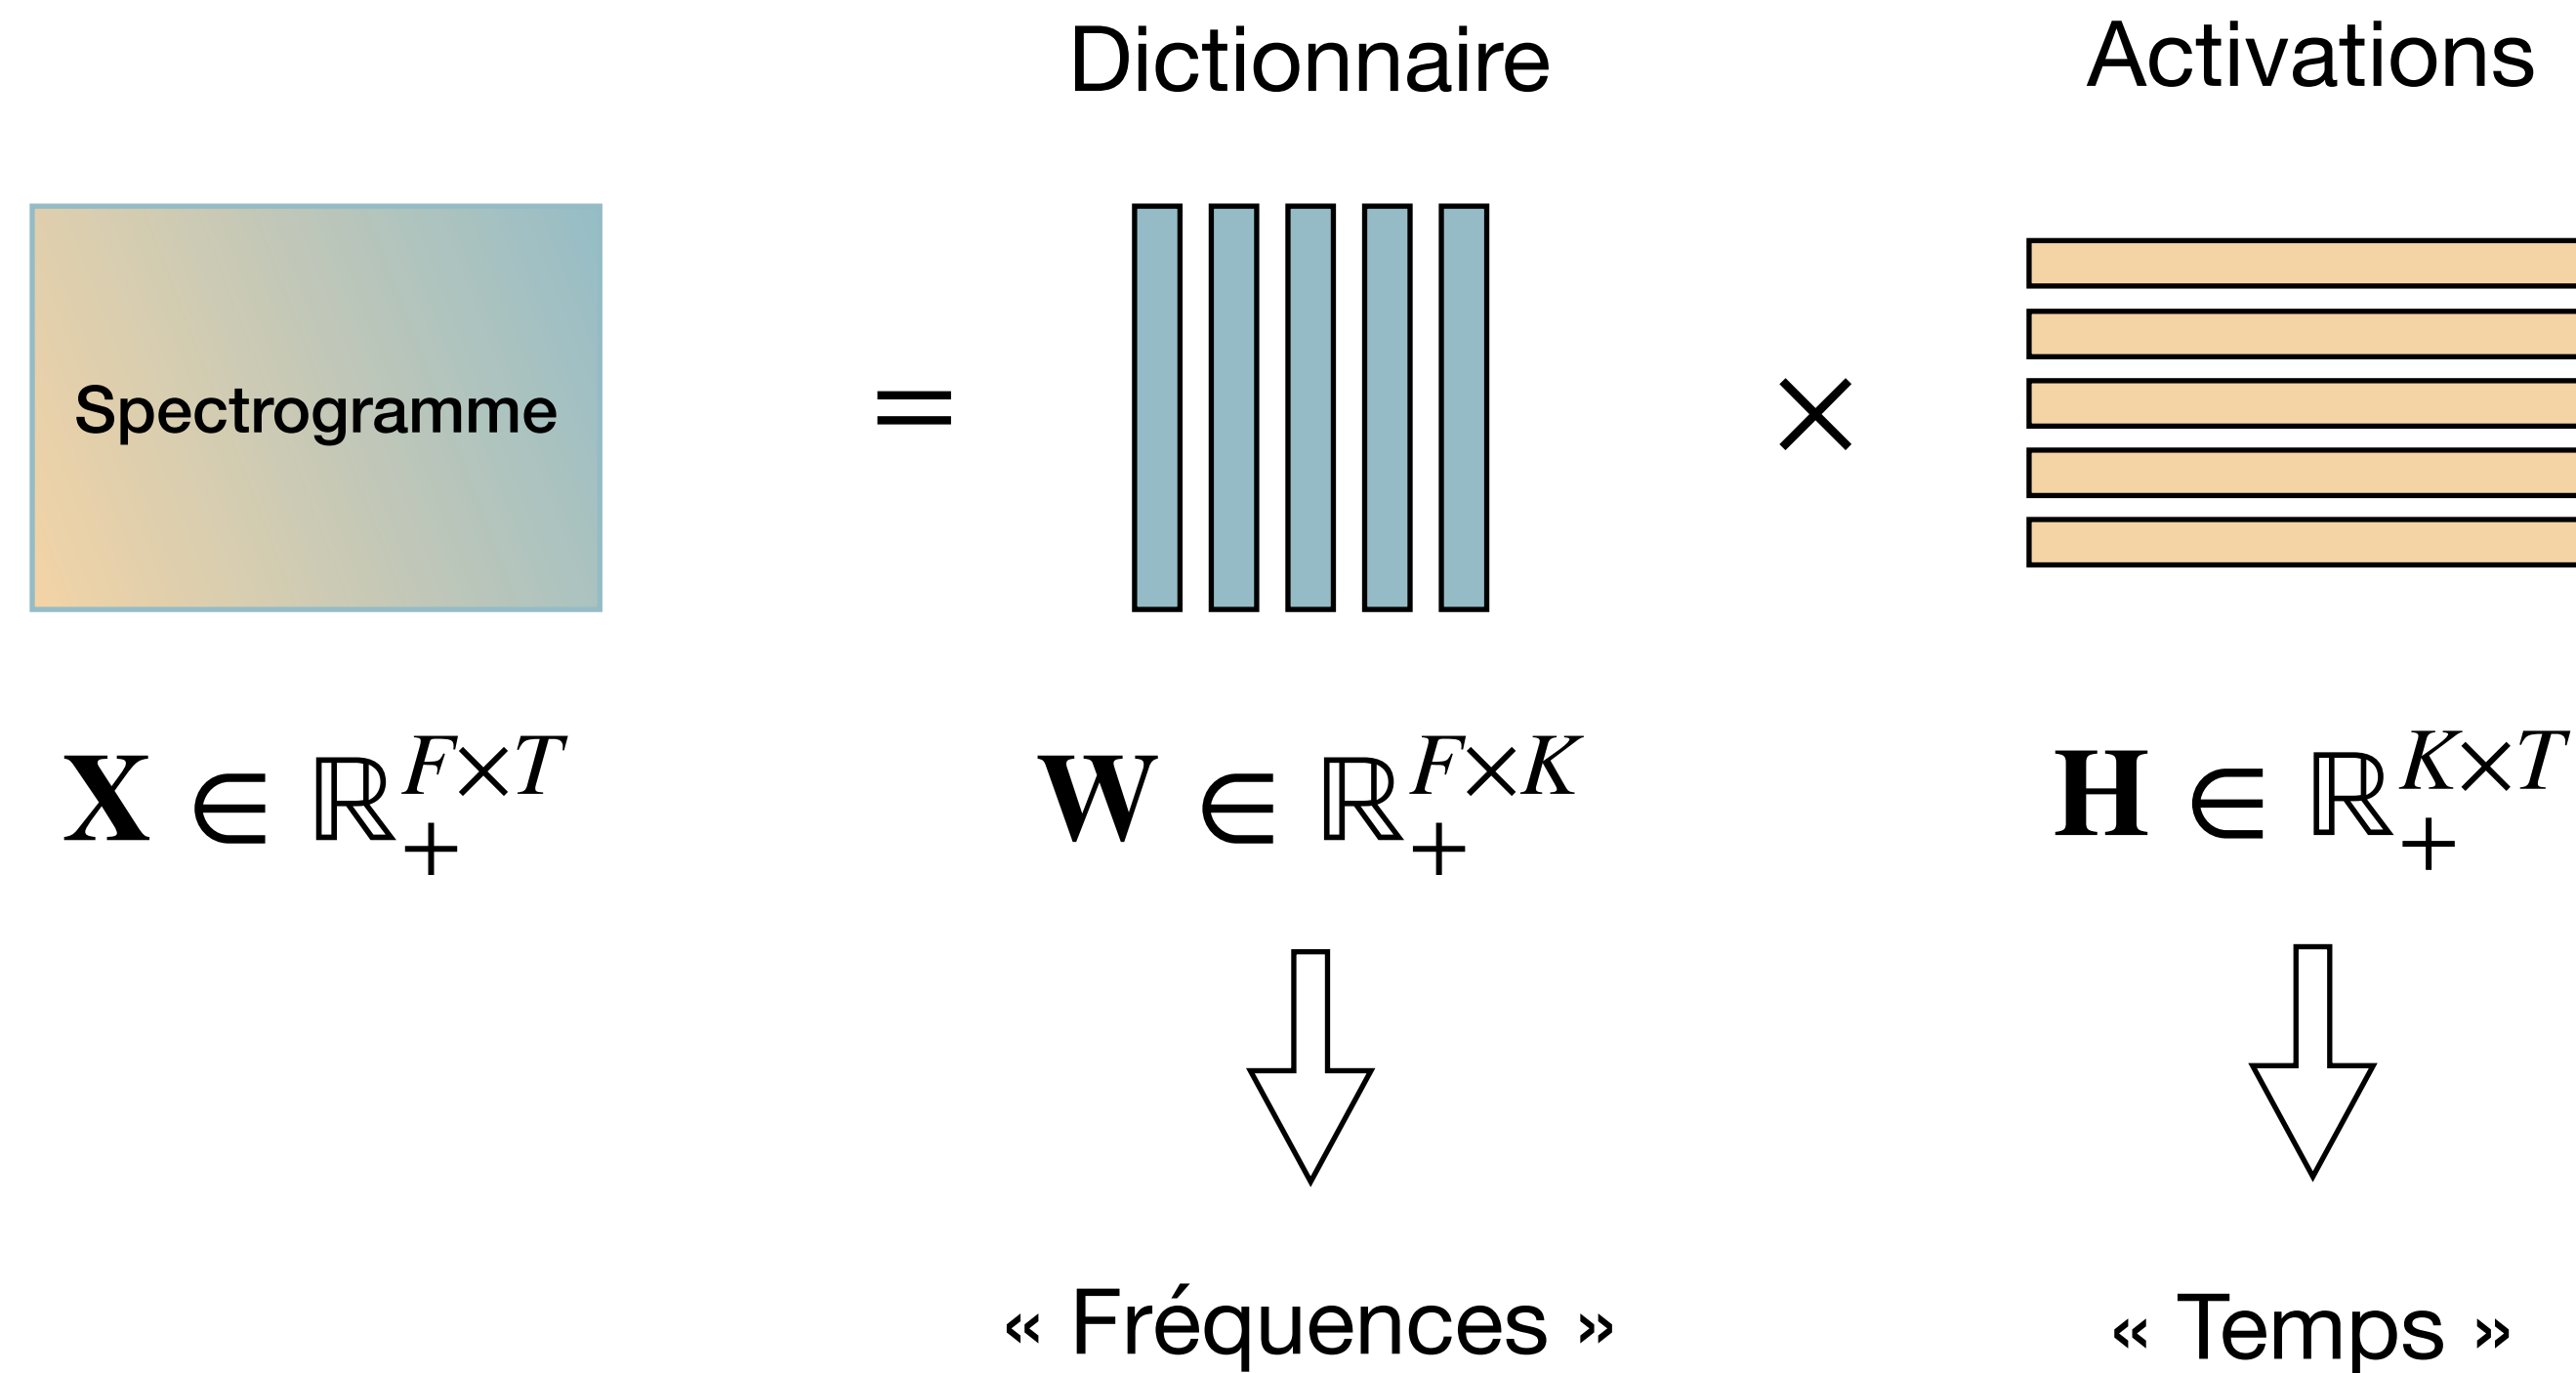 Dictionnaire
Activations
Spectrogramme
=
×
X ∈ ℝ₊^{F×T}
W ∈ ℝ₊^{F×K}
H ∈ ℝ₊^{K×T}
« Fréquences »
« Temps »